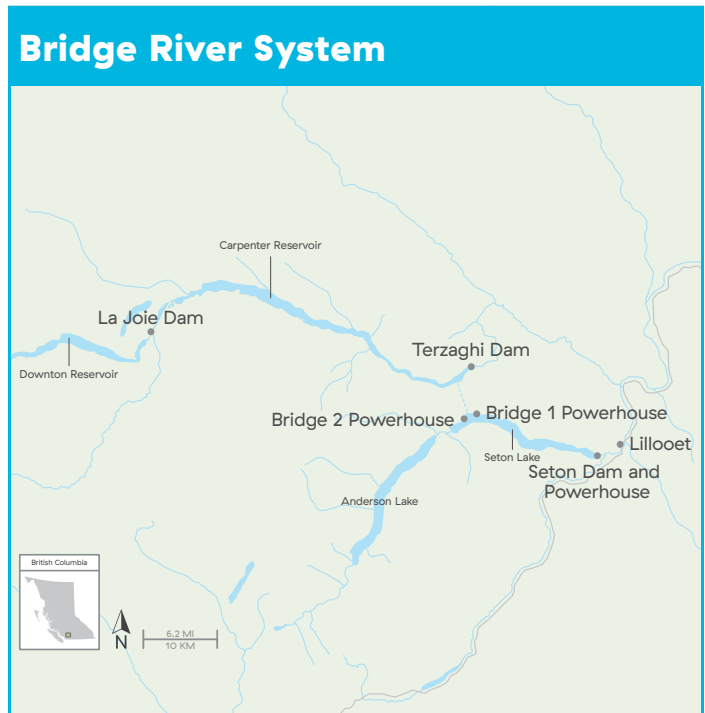 Bridge River System
Carpenter Reservoir
La Joie Dam
Terzaghi Dam
Downton Reservoir
Bridge 1 Powerhouse
Bridge 2 Powerhouse
Lillooet
Seton Lake
Seton Dam and
Powerhouse
Anderson Lake
British Columbia
N
6.2 MI
10 KM